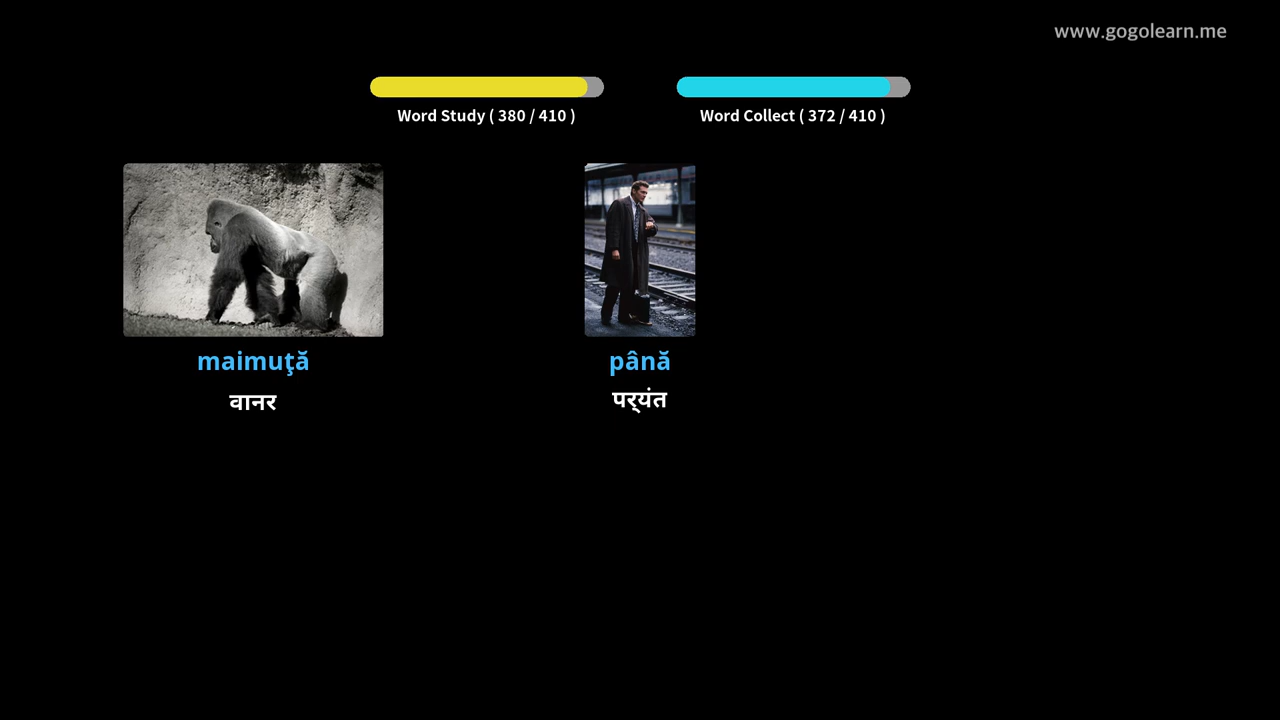 www.gogolearn.me
Word Study ( 380 / 410 )
Word Collect ( 372 / 410 )
maimuţă
वानर
până
पर्‍यंत